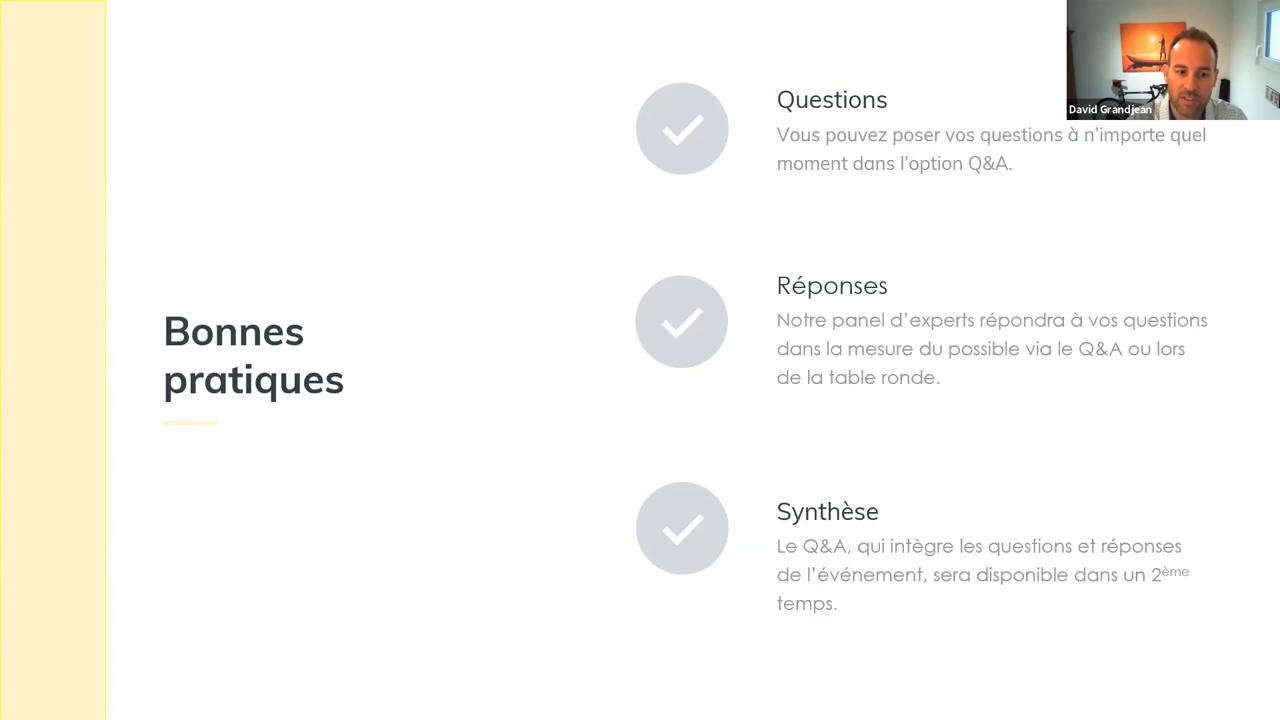 David Grandjean
Bonnes
pratiques
Questions
Vous pouvez poser vos questions à n'importe quel
moment dans l'option Q&A.
Réponses
Notre panel d'experts répondra à vos questions
dans la mesure du possible via le Q&A ou lors
de la table ronde.
Synthèse
Le Q&A, qui intègre les questions et réponses
de l'événement, sera disponible dans un 2ème
temps.